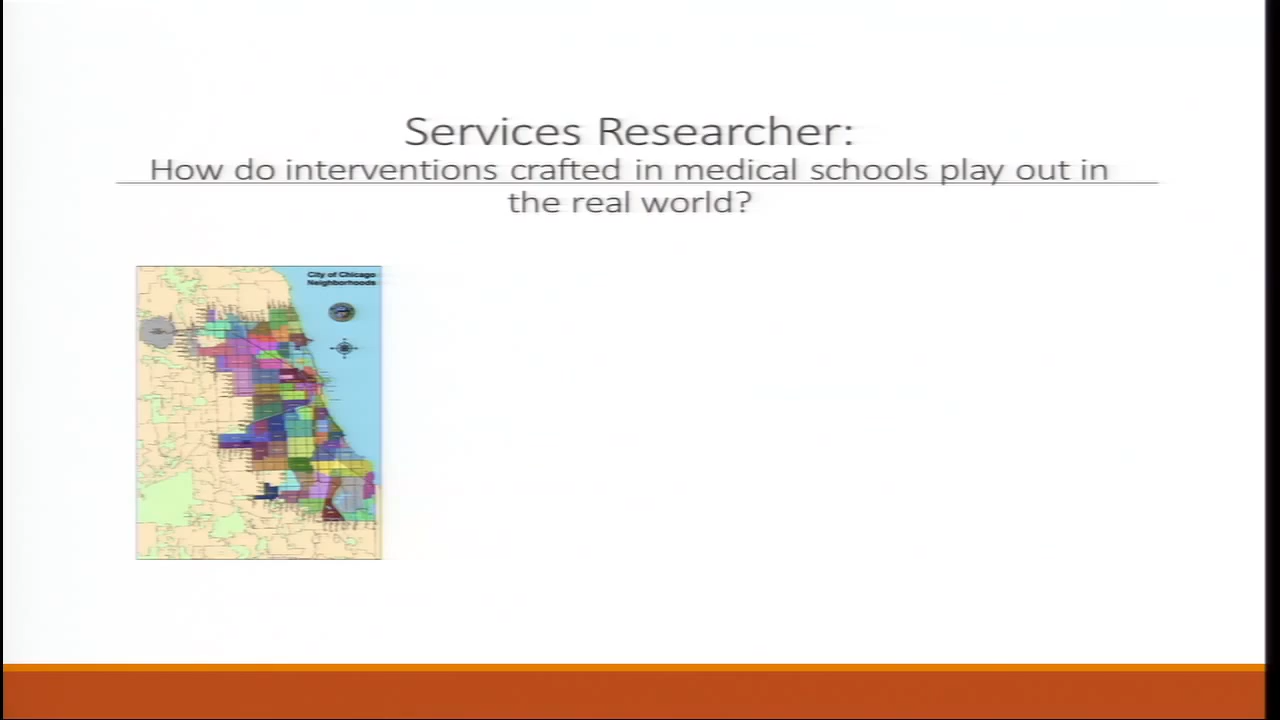 Services Researcher:
How do interventions crafted in medical schools play out in
the real world?
City of Chicago
Neighborhoods